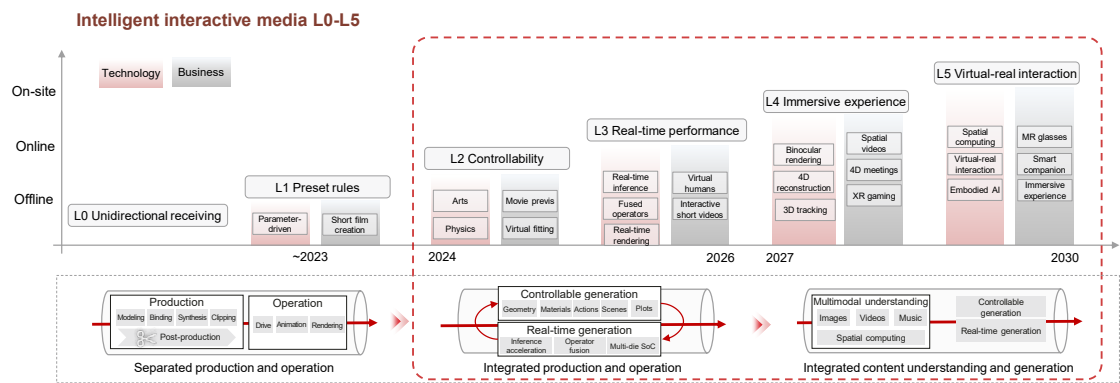 Intelligent interactive media L0-L5
Technology
Business
On-site
Online
Offline
L0 Unidirectional receiving
L1 Preset rules
Parameter-
driven
Short film
creation
L2 Controllability
Arts
Physics
Movie previs
Virtual fitting
L3 Real-time performance
Real-time
inference
Fused
operators
Real-time
rendering
Virtual
humans
Interactive
short videos
L4 Immersive experience
Binocular
rendering
4D
reconstruction
3D tracking
Spatial
videos
4D meetings
XR gaming
L5 Virtual-real interaction
Spatial
computing
Virtual-real
interaction
Embodied AI
MR glasses
Smart
companion
Immersive
experience
~2023
2024
2026
2027
2030
Production
Modeling
Binding
Synthesis
Clipping
Post-production
Operation
Drive
Animation
Rendering
Separated production and operation
Controllable generation
Geometry
Materials
Actions
Scenes
Plots
Real-time generation
Inference
acceleration
Operator
fusion
Multi-die SoC
Integrated production and operation
Multimodal understanding
Images
Videos
Music
Spatial computing
Controllable
generation
Real-time generation
Integrated content understanding and generation